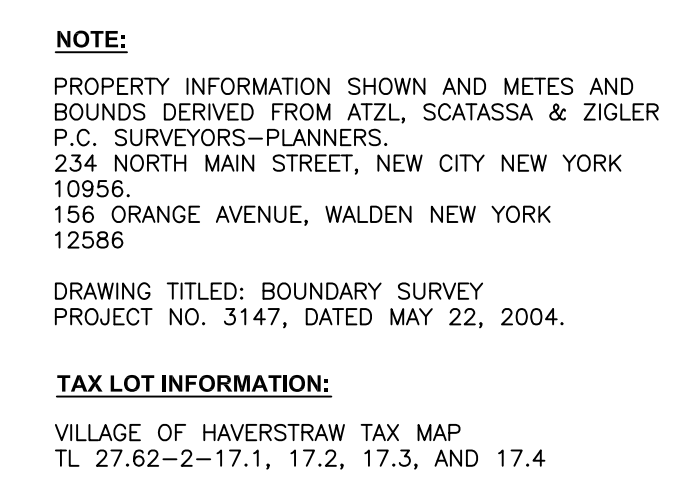 NOTE:
PROPERTY INFORMATION SHOWN AND METES AND
BOUNDS DERIVED FROM ATZL, SCATASSA & ZIGLER
P.C. SURVEYORS-PLANNERS.
234 NORTH MAIN STREET, NEW CITY NEW YORK
10956.
156 ORANGE AVENUE, WALDEN NEW YORK
12586
DRAWING TITLED: BOUNDARY SURVEY
PROJECT NO. 3147, DATED MAY 22, 2004.
TAX LOT INFORMATION:
VILLAGE OF HAVERSTRAW TAX MAP
TL 27.62-2-17.1, 17.2, 17.3, AND 17.4